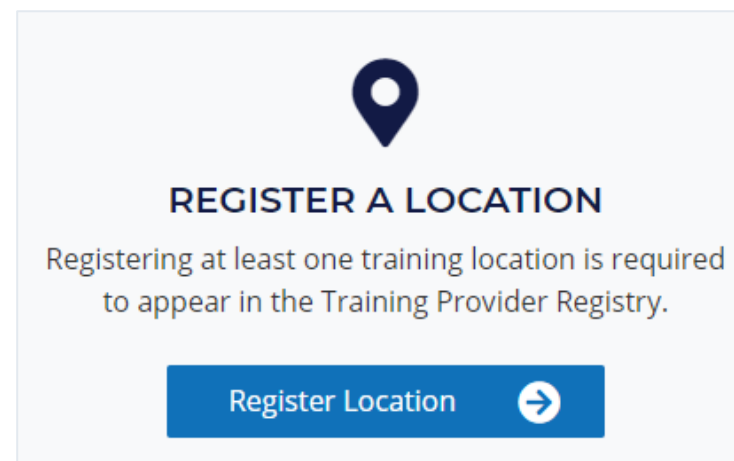 REGISTER A LOCATION
Registering at least one training location is required
to appear in the Training Provider Registry.
Register Location